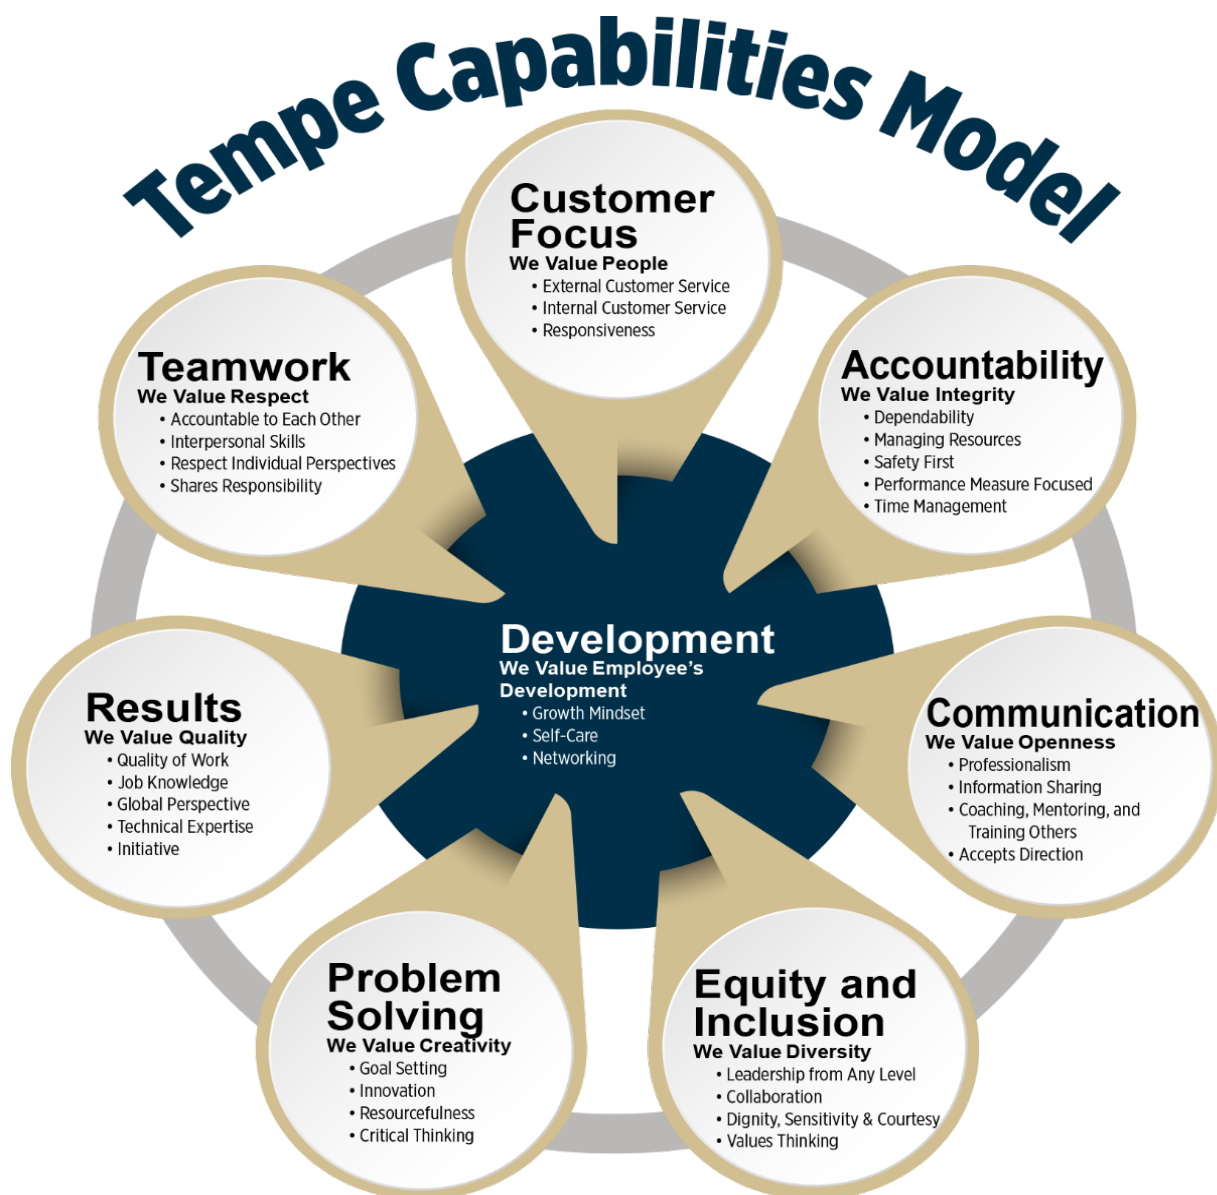 Tempe Capabilities Model
Customer
Focus
We Value People
• External Customer Service
• Internal Customer Service
• Responsiveness
Accountability
We Value Integrity
• Dependability
• Managing Resources
• Safety First
• Performance Measure Focused
• Time Management
Communication
We Value Openness
• Professionalism
• Information Sharing
• Coaching, Mentoring, and
Training Others
• Accepts Direction
Equity and
Inclusion
We Value Diversity
• Leadership from Any Level
• Collaboration
• Dignity, Sensitivity & Courtesy
• Values Thinking
Problem
Solving
We Value Creativity
• Goal Setting
• Innovation
• Resourcefulness
• Critical Thinking
Results
We Value Quality
• Quality of Work
• Job Knowledge
• Global Perspective
• Technical Expertise
• Initiative
Teamwork
We Value Respect
• Accountable to Each Other
• Interpersonal Skills
• Respect Individual Perspectives
• Shares Responsibility
Development
We Value Employee’s
Development
• Growth Mindset
• Self-Care
• Networking